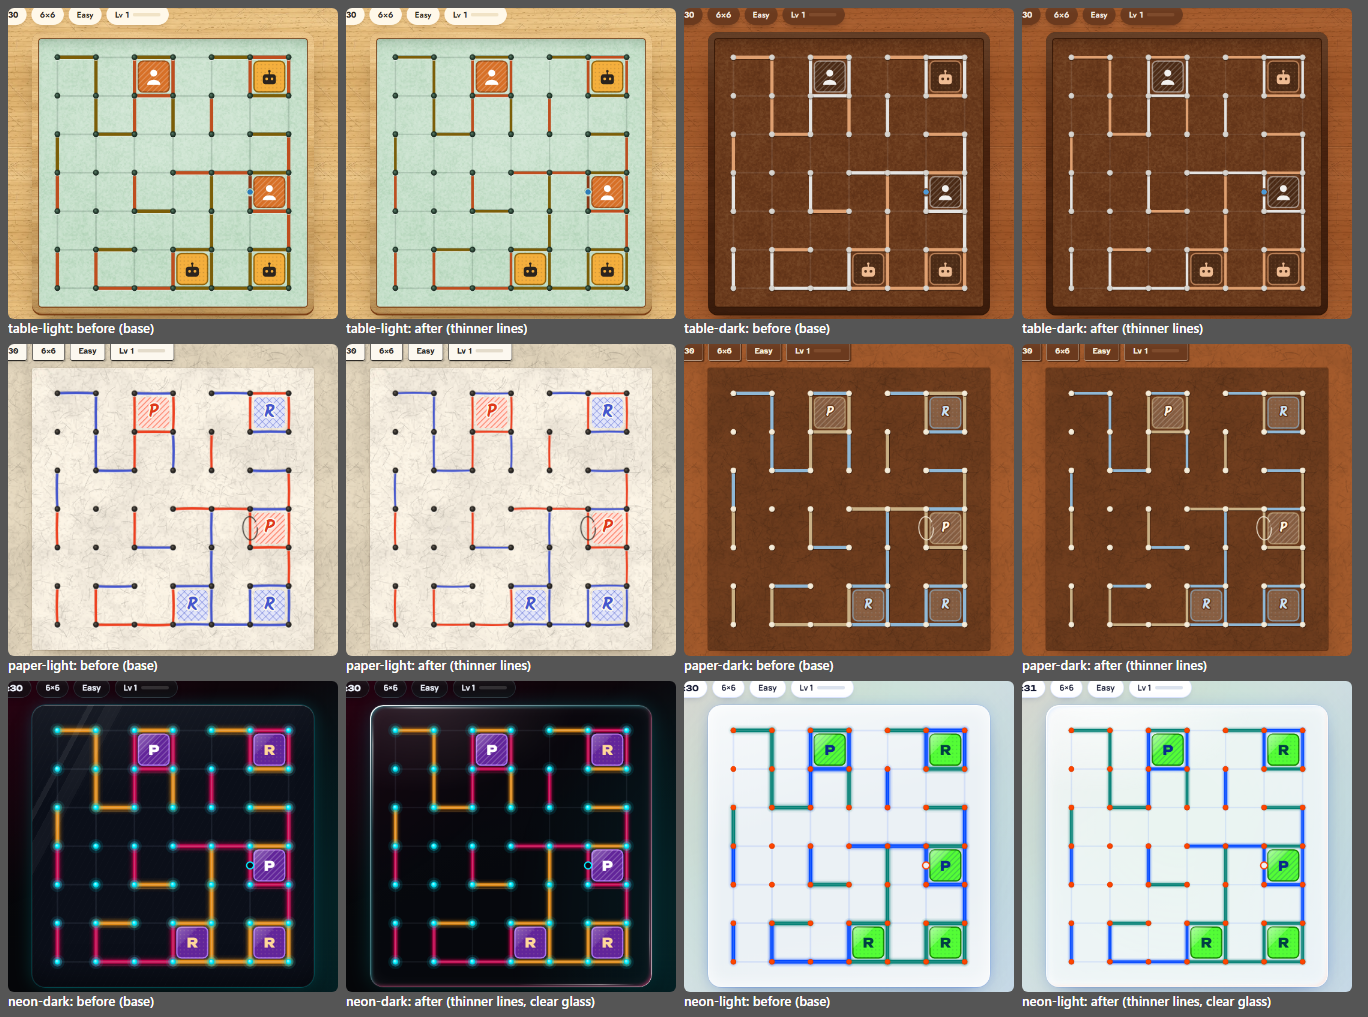 30 6×6 Easy Lv 1
30 6×6 Easy Lv 1
30 6×6 Easy Lv 1
30 6×6 Easy Lv 1
table-light: before (base)
table-light: after (thinner lines)
table-dark: before (base)
table-dark: after (thinner lines)
30 6×6 Easy Lv 1
30 6×6 Easy Lv 1
30 6×6 Easy Lv 1
30 6×6 Easy Lv 1
P R
P R
P R
P R
P
P
P
P
R R
R R
R R
R R
paper-light: before (base)
paper-light: after (thinner lines)
paper-dark: before (base)
paper-dark: after (thinner lines)
:30 6×6 Easy Lv 1
:30 6×6 Easy Lv 1
:30 6×6 Easy Lv 1
:31 6×6 Easy Lv 1
P R
P R
P R
P R
P
P
P
P
R R
R R
R R
R R
neon-dark: before (base)
neon-dark: after (thinner lines, clear glass)
neon-light: before (base)
neon-light: after (thinner lines, clear glass)